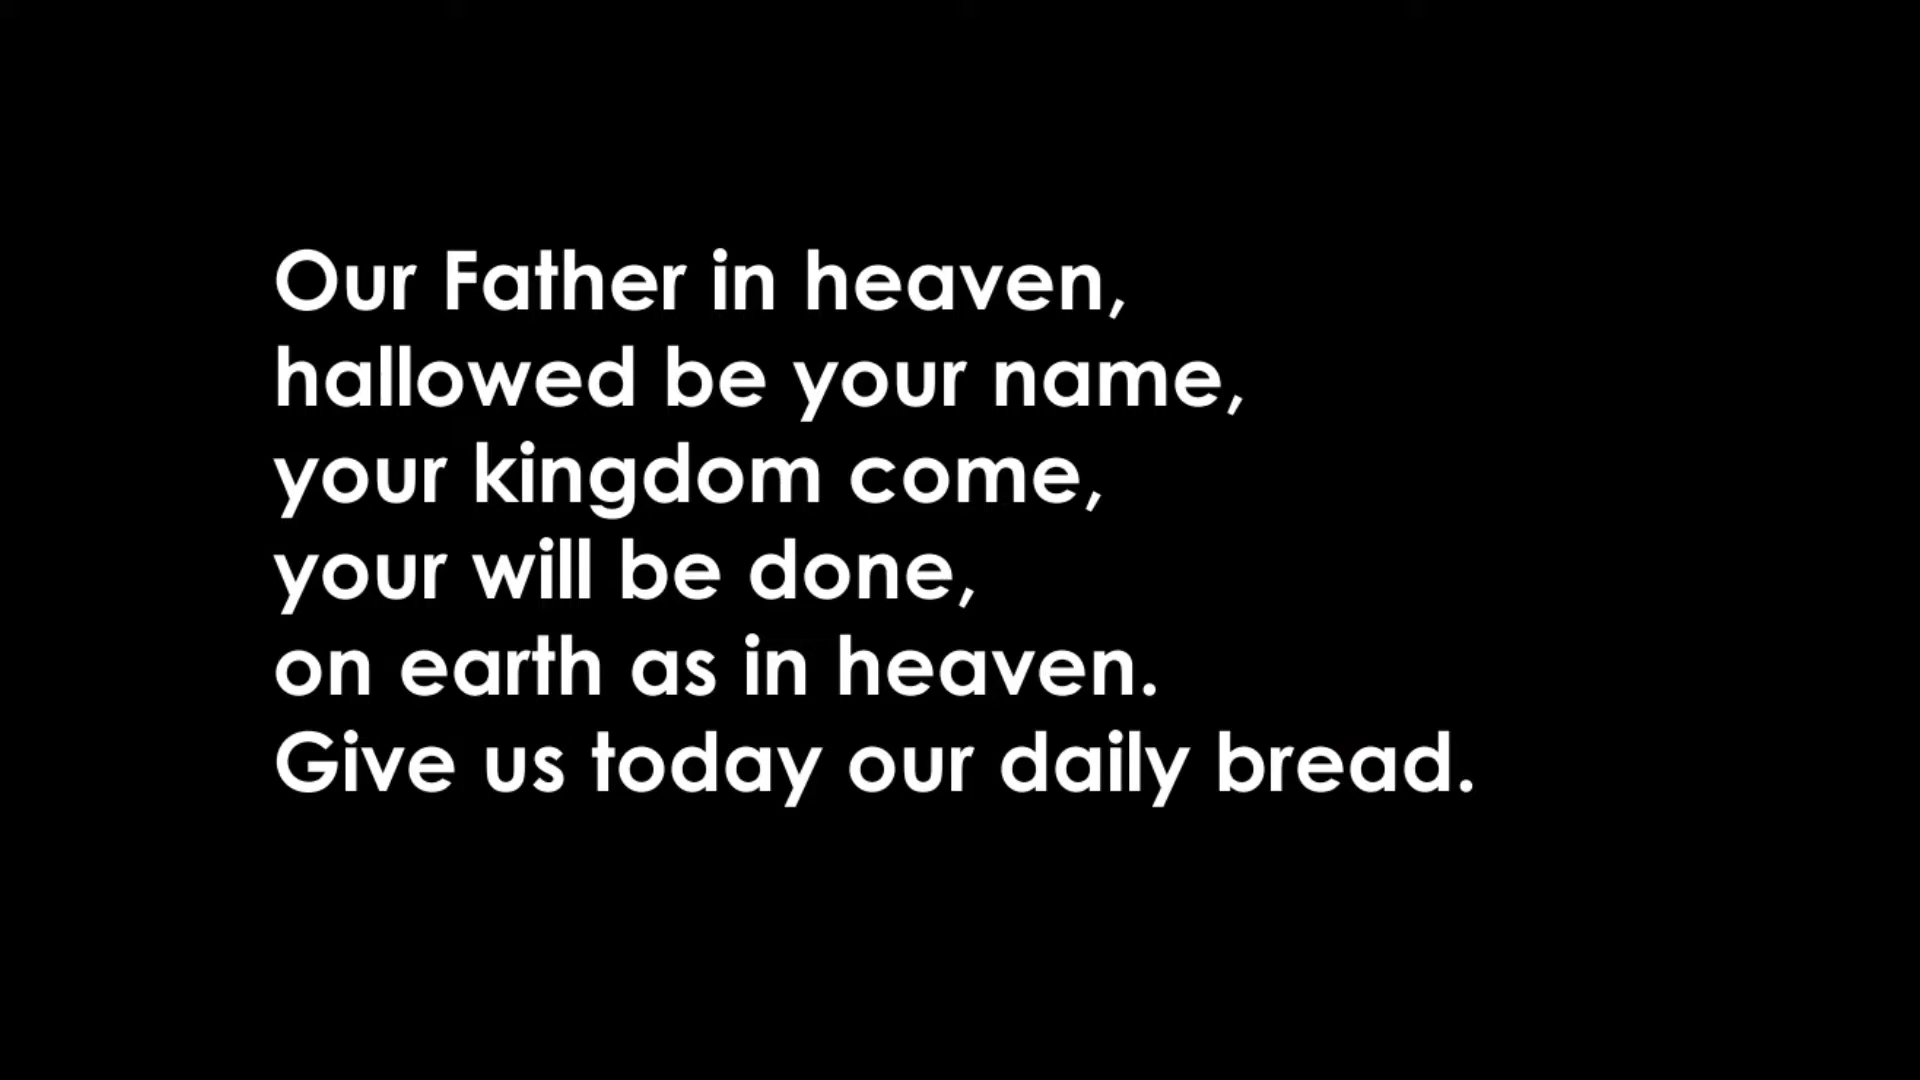 Our Father in heaven,
hallowed be your name,
your kingdom come,
your will be done,
on earth as in heaven.
Give us today our daily bread.